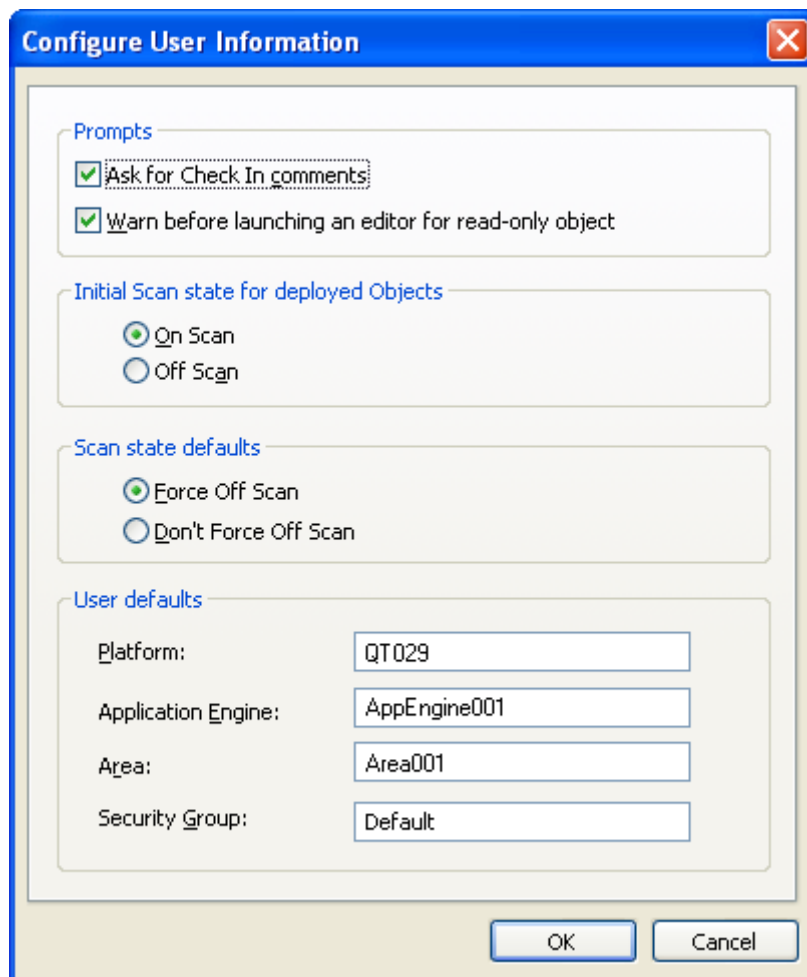 Configure User Information
Prompts
Ask for Check In comments
Warn before launching an editor for read-only object
Initial Scan state for deployed Objects
On Scan
Off Scan
Scan state defaults
Force Off Scan
Don't Force Off Scan
User defaults
Platform: QT029
Application Engine: AppEngine001
Area: Area001
Security Group: Default
OK Cancel